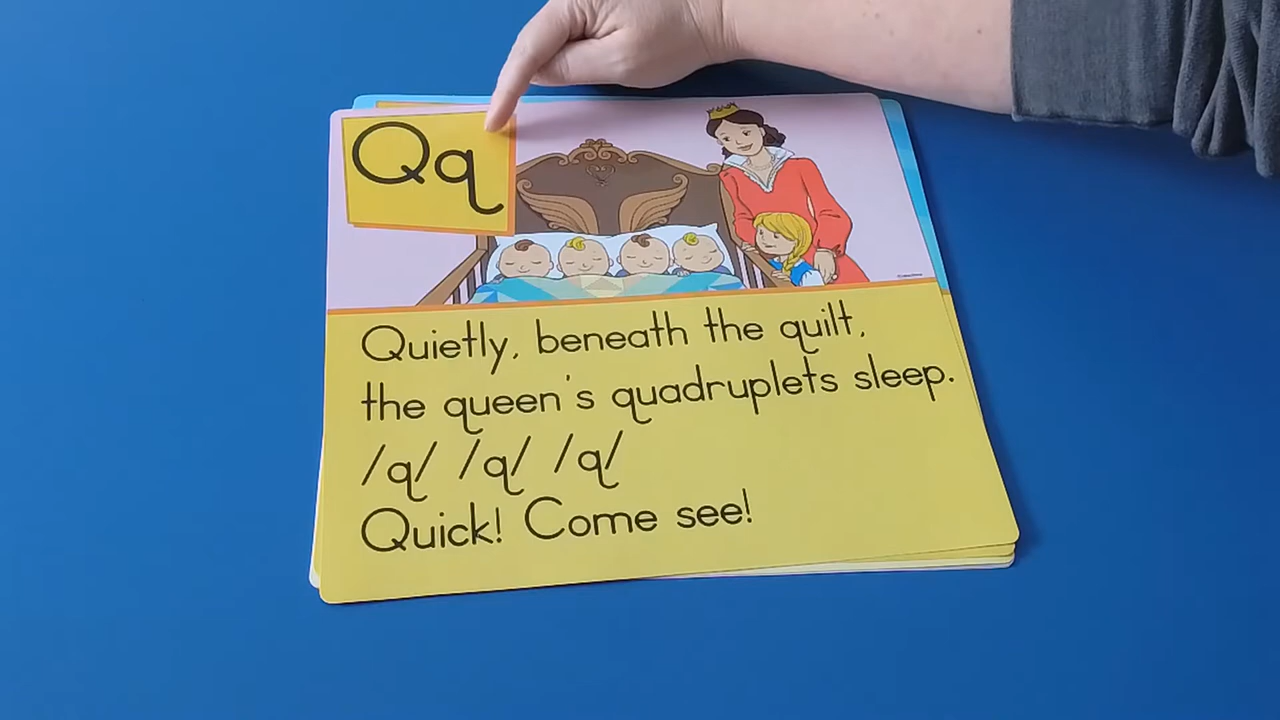 Qq
Quietly, beneath the quilt,
the queen's quadruplets sleep.
/q/ /q/ /q/
Quick! Come see!